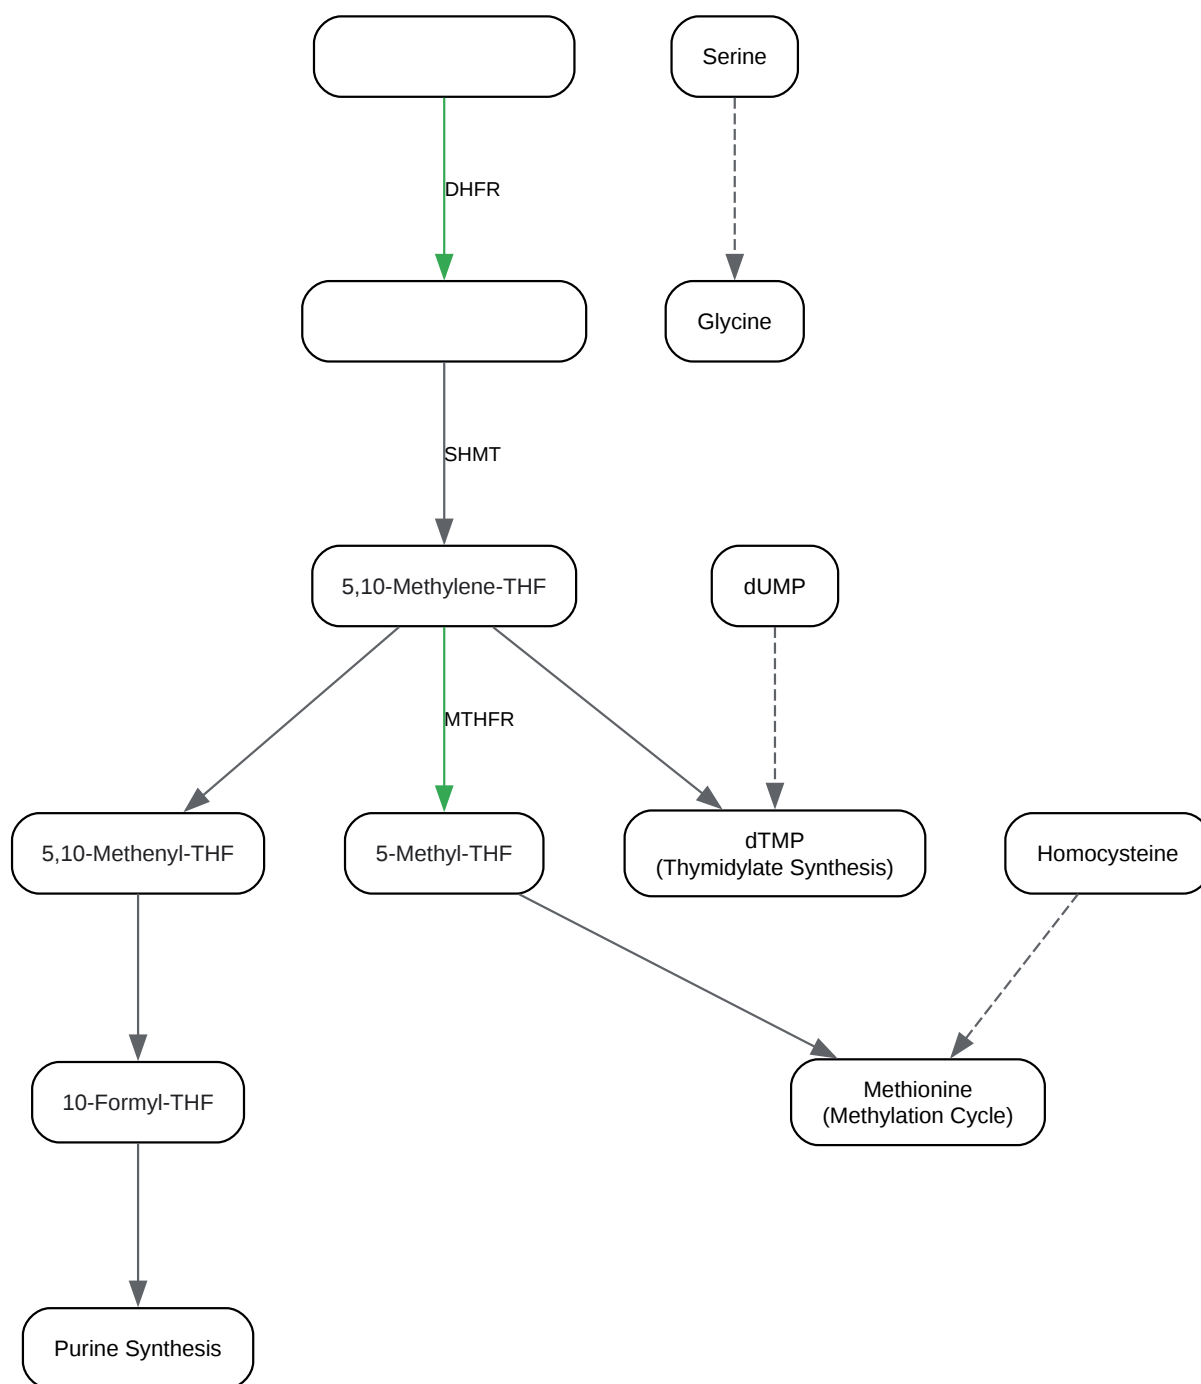 Serine
DHFR
Glycine
SHMT
5,10-Methylene-THF
dUMP
MTHFR
5,10-Methenyl-THF
5-Methyl-THF
dTMP
(Thymidylate Synthesis)
Homocysteine
10-Formyl-THF
Methionine
(Methylation Cycle)
Purine Synthesis